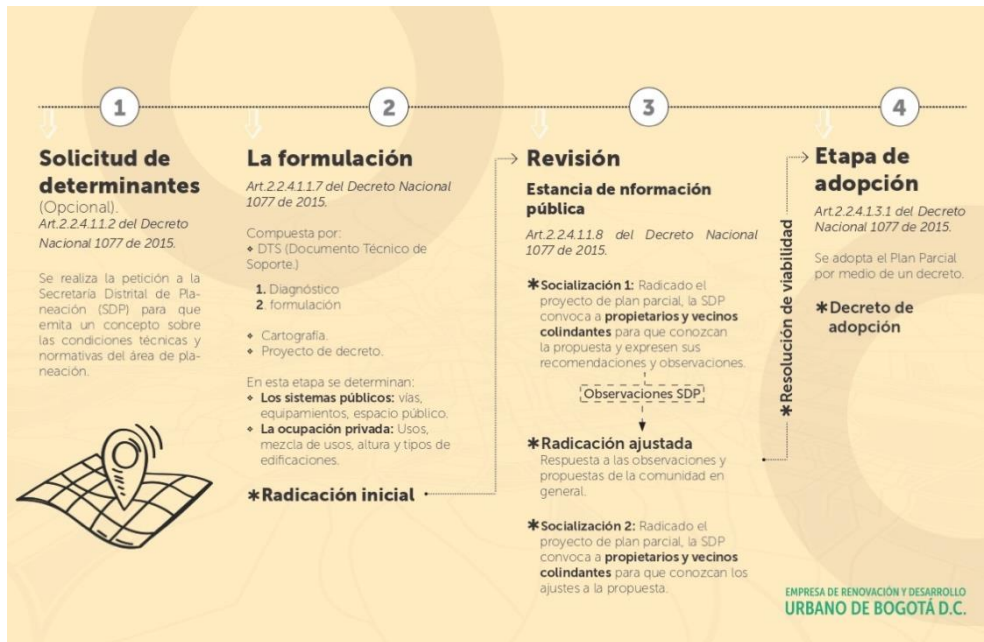 1
Solicitud de
determinantes
(Opcional).
Art.2.2.4.1.1.2 del Decreto
Nacional 1077 de 2015.
Se realiza la petición a la
Secretaría Distrital de Pla-
neación (SDP) para que
emita un concepto sobre
las condiciones técnicas y
normativas del área de pla-
neación.
2
La formulación
Art.2.2.4.1.1.7 del Decreto Nacional
1077 de 2015.
Compuesta por:
❖ DTS (Documento Técnico de
Soporte.)
1. Diagnóstico
2. formulación
❖ Cartografía.
❖ Proyecto de decreto.
En esta etapa se determinan:
❖ Los sistemas públicos: vías,
equipamientos, espacio público.
❖ La ocupación privada: Usos,
mezcla de usos, altura y tipos de
edificaciones.
∗Radicación inicial
3
Revisión
Estancia de nformación
pública
Art.2.2.4.1.1.8 del Decreto Nacional
1077 de 2015.
∗Socialización 1: Radicado el
proyecto de plan parcial, la SDP
convoca a propietarios y vecinos
colindantes para que conozcan
la propuesta y expresen sus
recomendaciones y observaciones.
Observaciones SDP
∗Radicación ajustada
Respuesta a las observaciones y
propuestas de la comunidad en
general.
∗Socialización 2: Radicado el
proyecto de plan parcial, la SDP
convoca a propietarios y vecinos
colindantes para que conozcan los
ajustes a la propuesta.
∗Resolución de viabilidad
4
Etapa de
adopción
Art.2.2.4.1.3.1 del Decreto
Nacional 1077 de 2015.
Se adopta el Plan Parcial
por medio de un decreto.
∗Decreto de
adopción
EMPRESA DE RENOVACIÓN Y DESARROLLO
URBANO DE BOGOTÁ D.C.